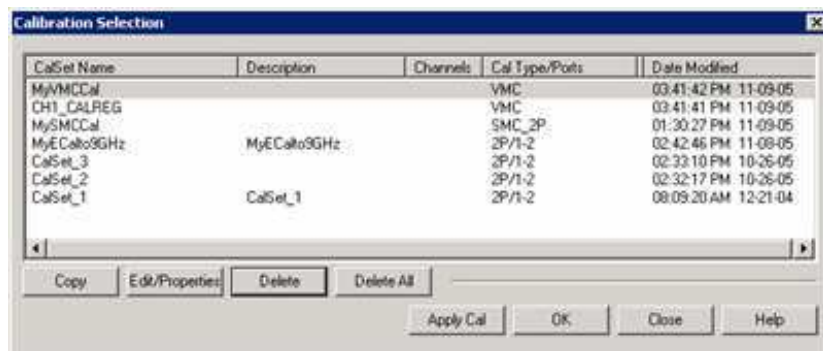 Calibration Selection
CalSet Name Description Channels Cal Type/Ports Date Modified
MyVMCCal VMC 03:41:42 PM 11-09-05
CH1_CALREG VMC 03:41:41 PM 11-09-05
MySMCCal SMC_2P 01:30:27 PM 11-09-05
MyECalto9GHz MyECalto9GHz 2P/1-2 02:42:46 PM 11-08-05
CalSet_3 2P/1-2 02:33:10 PM 10-26-05
CalSet_2 2P/1-2 02:32:17 PM 10-26-05
CalSet_1 CalSet_1 2P/1-2 08:09:20 AM 12-21-04
Copy Edit/Properties Delete Delete All
Apply Cal OK Close Help